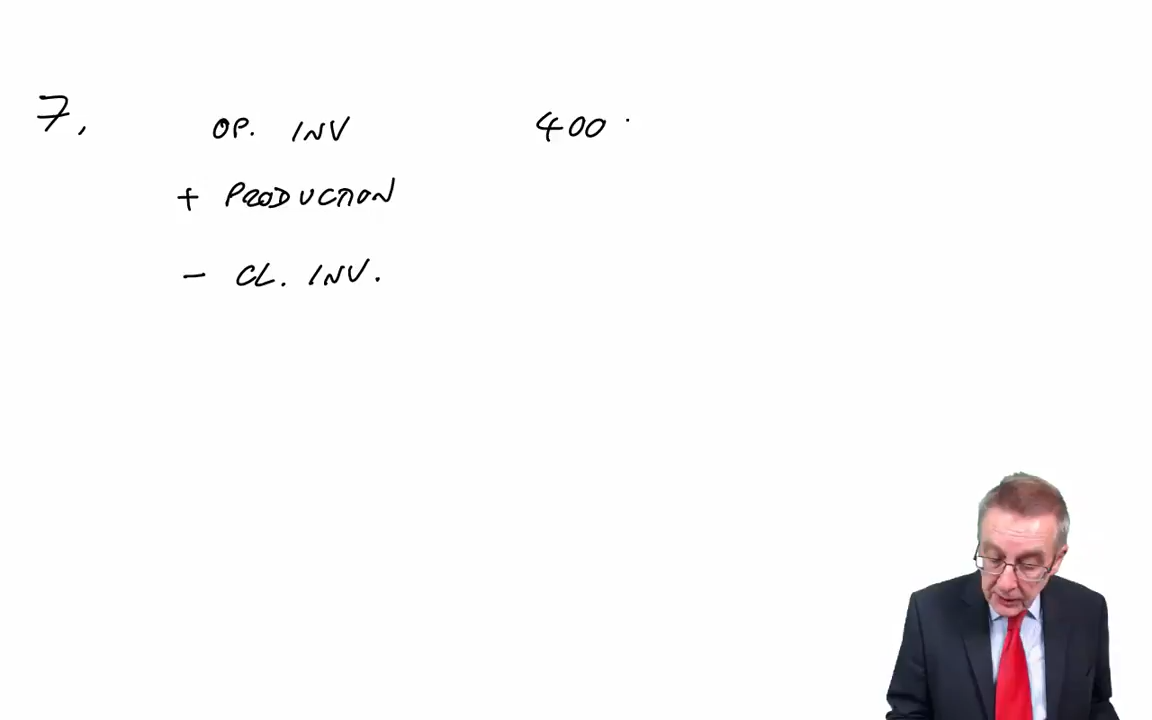 7,
OP. INV 400
+ PRODUCTION
- CL. INV.